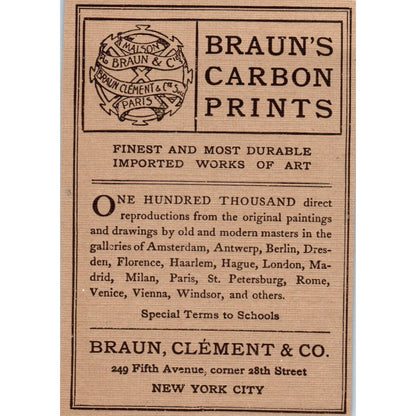 MAISON
AD. BRAUN & Cie
BRAUN CLÉMENT & Cie Srs
PARIS
BRAUN'S
CARBON
PRINTS
FINEST AND MOST DURABLE
IMPORTED WORKS OF ART
ONE HUNDRED THOUSAND direct
reproductions from the original paintings
and drawings by old and modern masters in the
galleries of Amsterdam, Antwerp, Berlin, Dres-
den, Florence, Haarlem, Hague, London, Ma-
drid, Milan, Paris, St. Petersburg, Rome,
Venice, Vienna, Windsor, and others.
Special Terms to Schools
BRAUN, CLÉMENT & CO.
249 Fifth Avenue, corner 28th Street
NEW YORK CITY